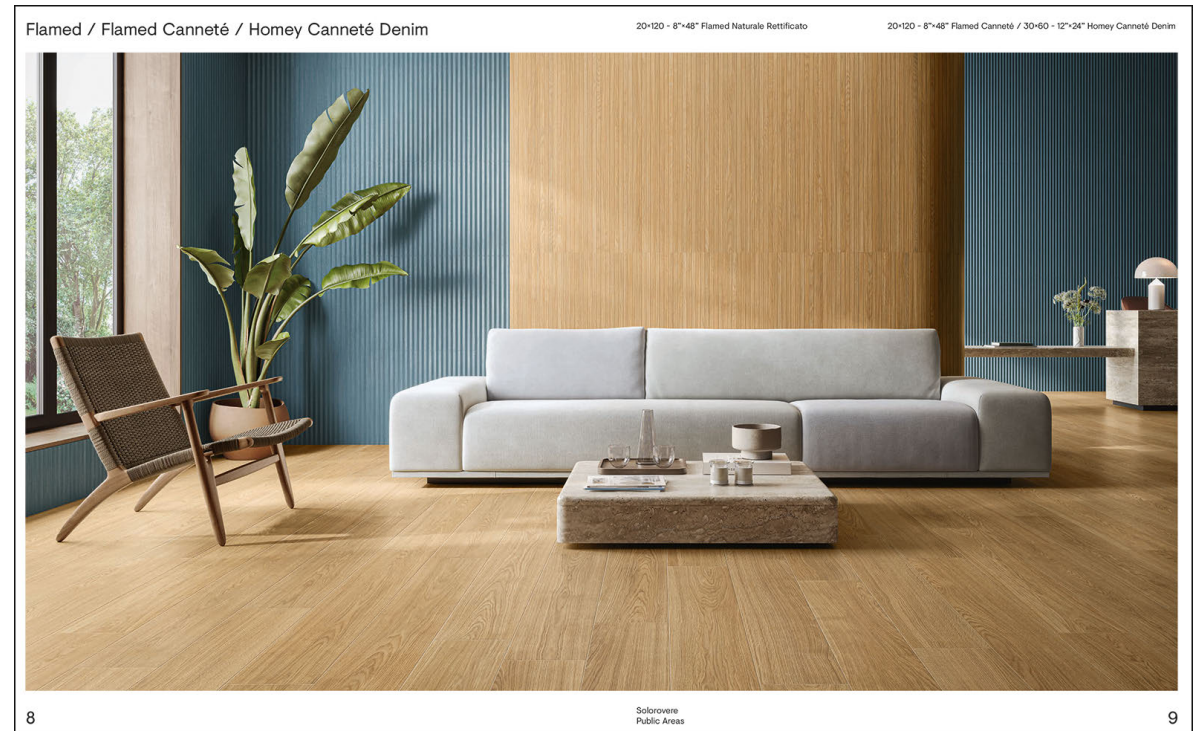 Flamed / Flamed Canneté / Homey Canneté Denim
20×120 - 8”×48” Flamed Naturale Rettificato
20×120 - 8”×48” Flamed Canneté / 30×60 - 12”×24” Homey Canneté Denim
8
Solorovere
Public Areas
9